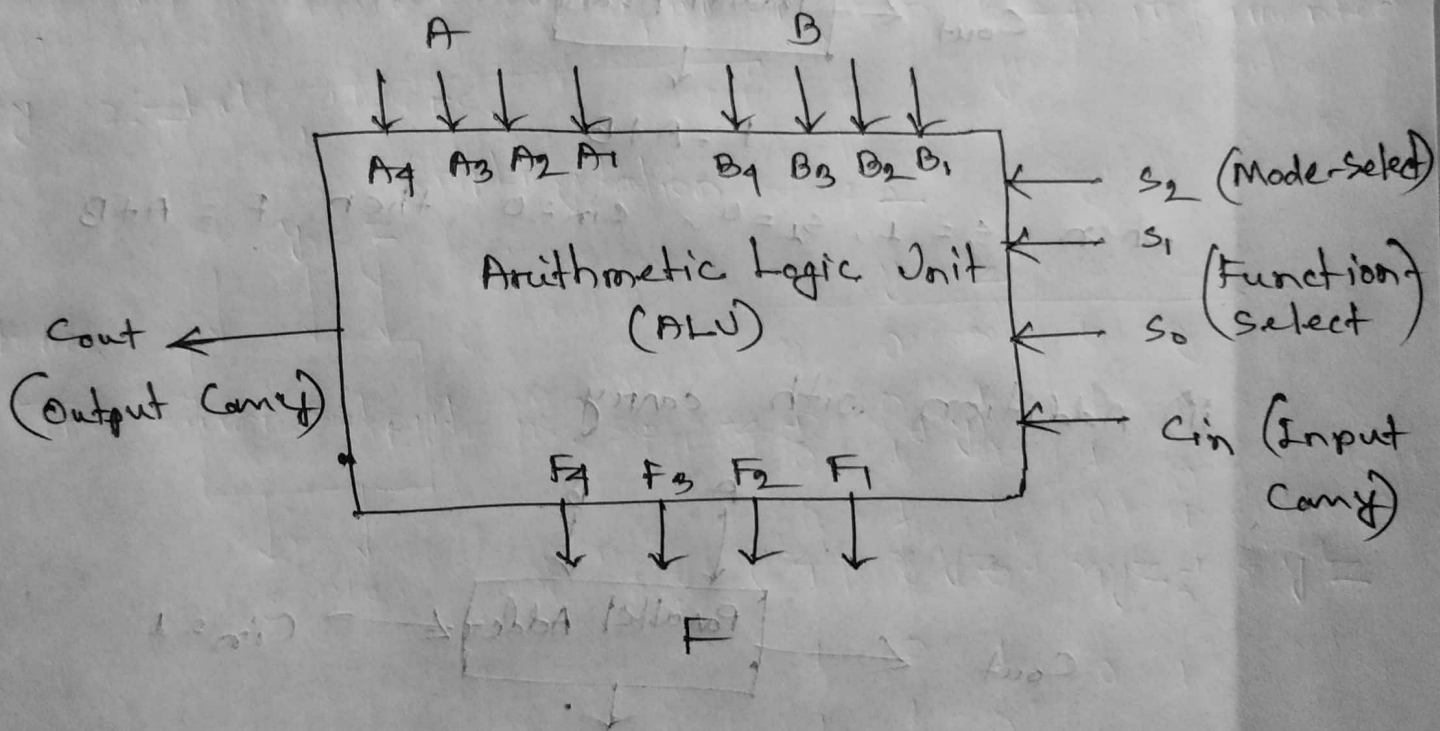 A B
A4 A3 A2 A1 B4 B3 B2 B1
S2 (Mode-select)
S1
Arithmetic Logic Unit
(ALU)
(Function
select)
S0
Cout
(Output Carry)
Cin (Input
Carry)
F4 F3 F2 F1
F